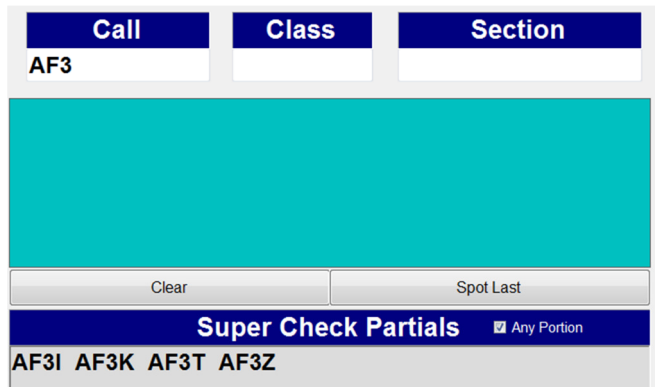 Call Class Section
AF3
Clear Spot Last
Super Check Partials Any Portion
AF3I AF3K AF3T AF3Z